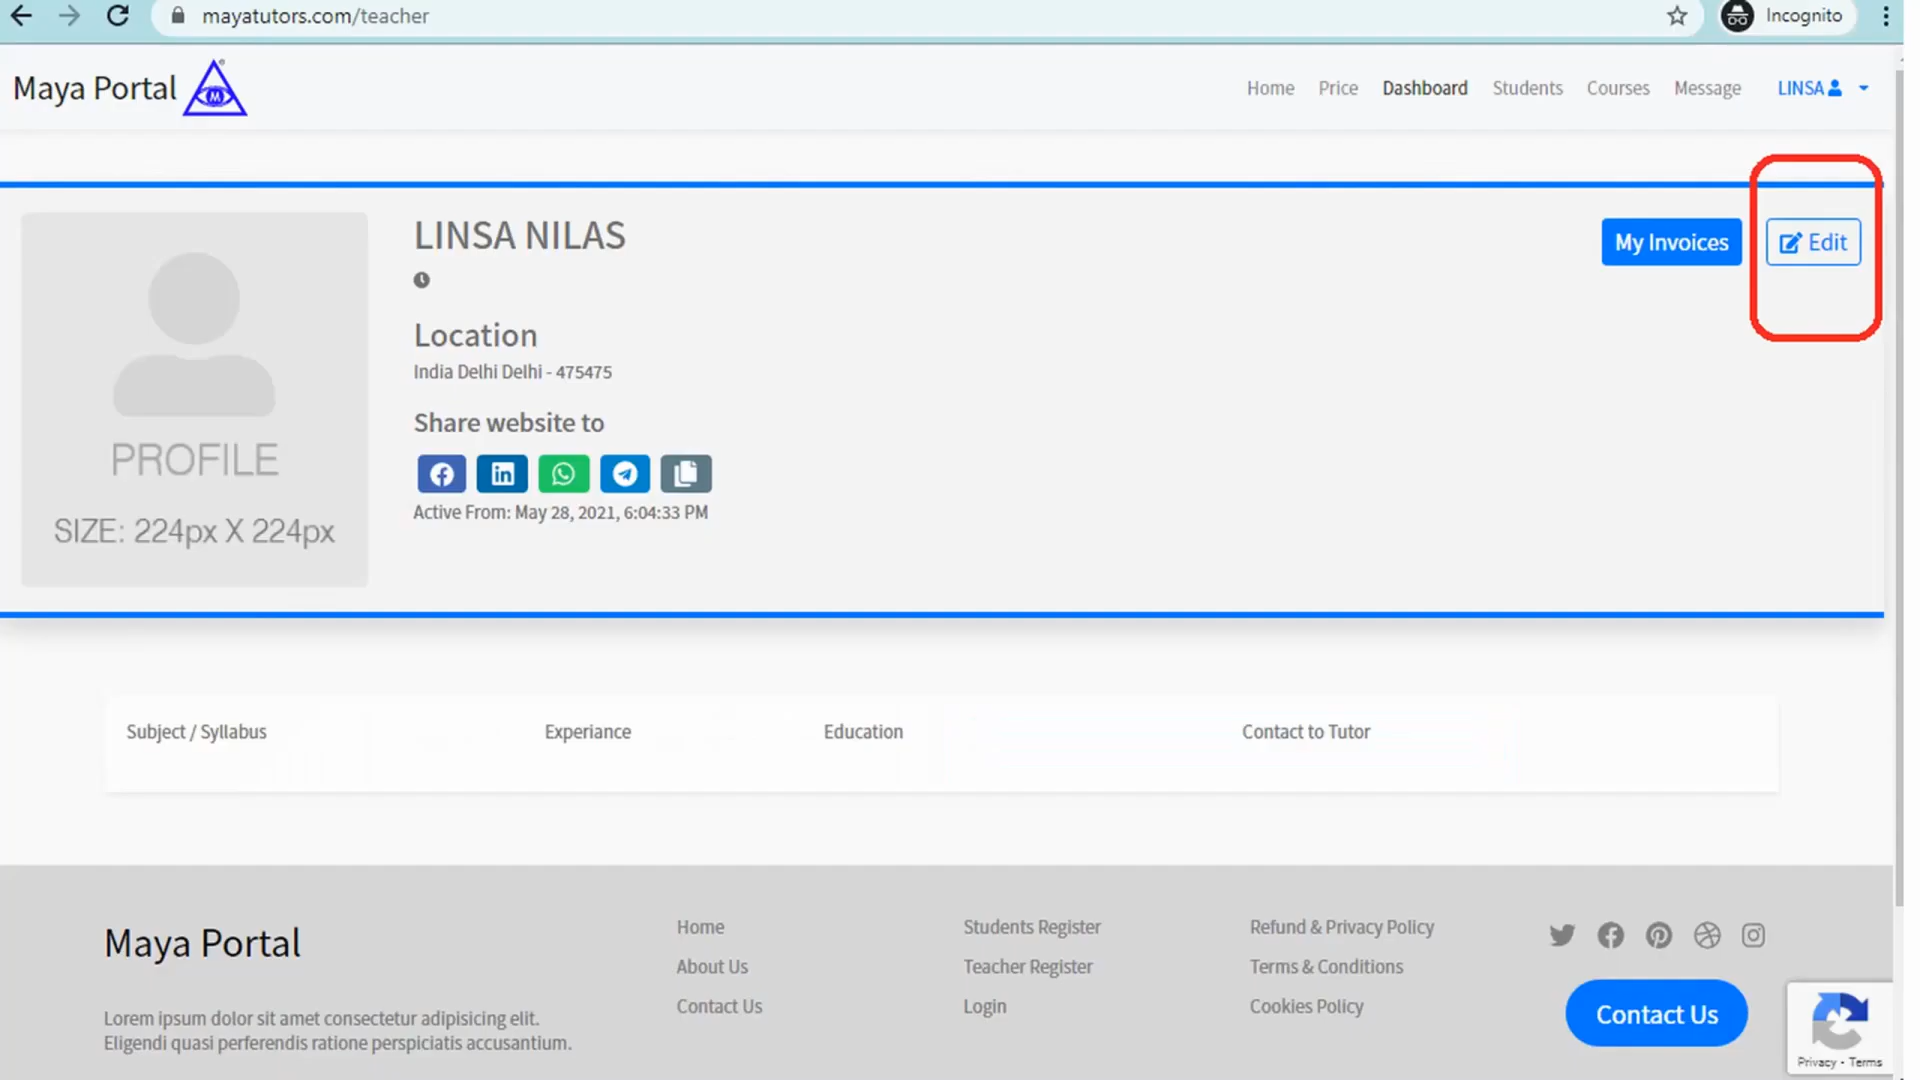 mayatutors.com/teacher
Incognito
Maya Portal
M
Home Price Dashboard Students Courses Message LINSA
LINSA NILAS
My Invoices
Edit
Location
India Delhi Delhi - 475475
Share website to
Active From: May 28, 2021, 6:04:33 PM
PROFILE
SIZE: 224px X 224px
Subject / Syllabus Experiance Education Contact to Tutor
Maya Portal
Lorem ipsum dolor sit amet consectetur adipisicing elit.
Eligendi quasi perferendis ratione perspiciatis accusantium.
Home
About Us
Contact Us
Students Register
Teacher Register
Login
Refund & Privacy Policy
Terms & Conditions
Cookies Policy
Contact Us
Privacy - Terms